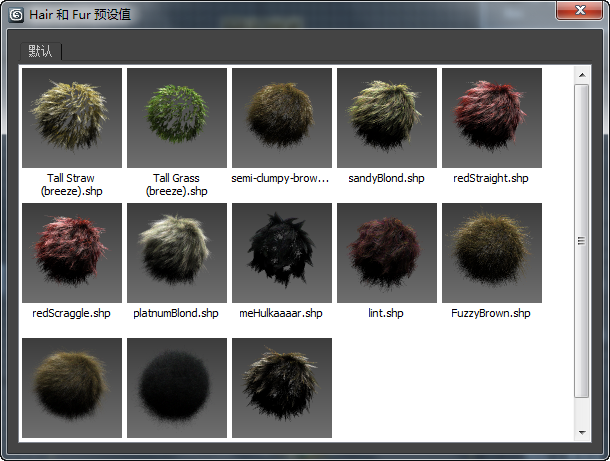 Hair 和 Fur 预设值
默认
Tall Straw
(breeze).shp
Tall Grass
(breeze).shp
semi-clumpy-brow...
sandyBlond.shp
redStraight.shp
redScraggle.shp
platnumBlond.shp
meHulkaaaar.shp
lint.shp
FuzzyBrown.shp